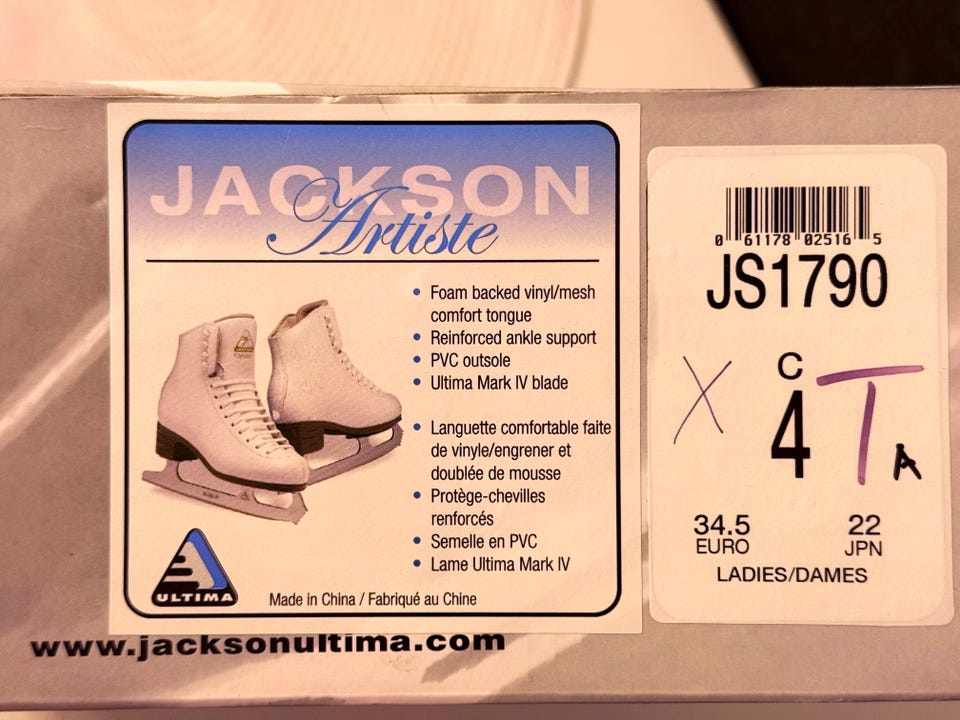 JACKSON
Artiste
Foam backed vinyl/mesh
comfort tongue
Reinforced ankle support
PVC outsole
Ultima Mark IV blade
Languette comfortable faite
de vinyle/engrener et
doublée de mousse
Protège-chevilles
renforcés
Semelle en PVC
Lame Ultima Mark IV
ULTIMA
Made in China / Fabriqué au Chine
www.jacksonultima.com
0 61178 02516 5
JS1790
C
X 4 T A
34.5 22
EURO JPN
LADIES/DAMES